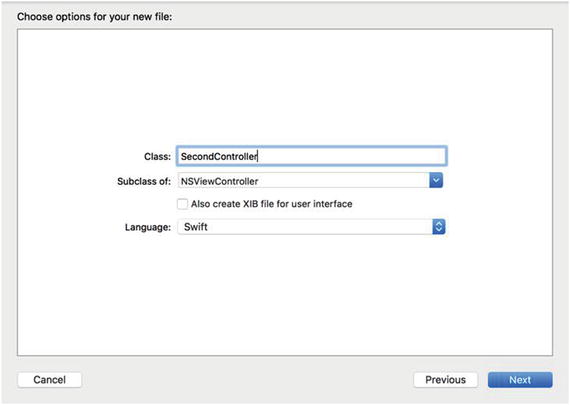 Choose options for your new file:
Class: SecondController
Subclass of: NSViewController
Also create XIB file for user interface
Language: Swift
Cancel Previous Next